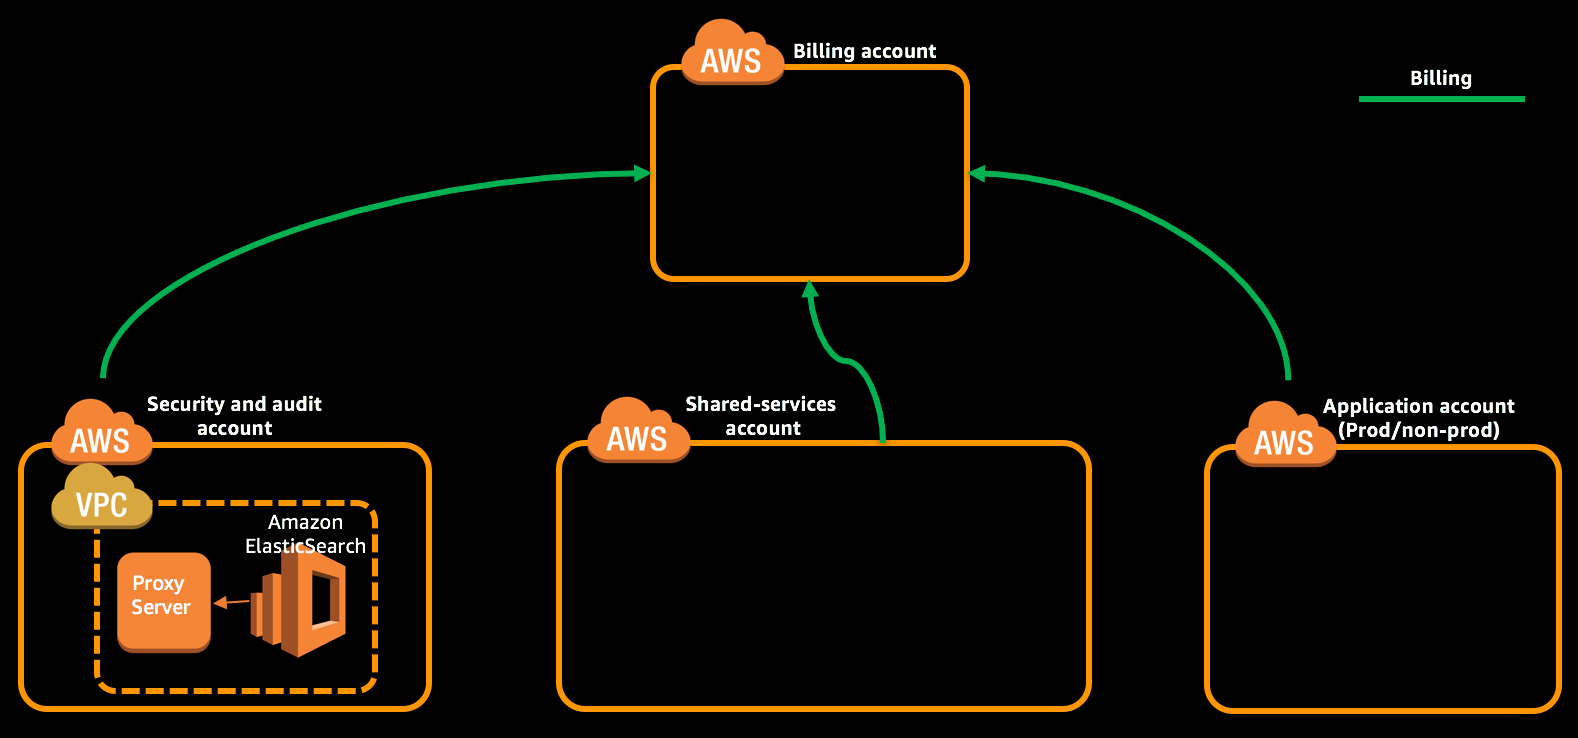 AWS
Billing account
Billing
AWS
Security and audit
account
AWS
Shared-services
account
AWS
Application account
(Prod/non-prod)
VPC
Amazon
ElasticSearch
Proxy
Server